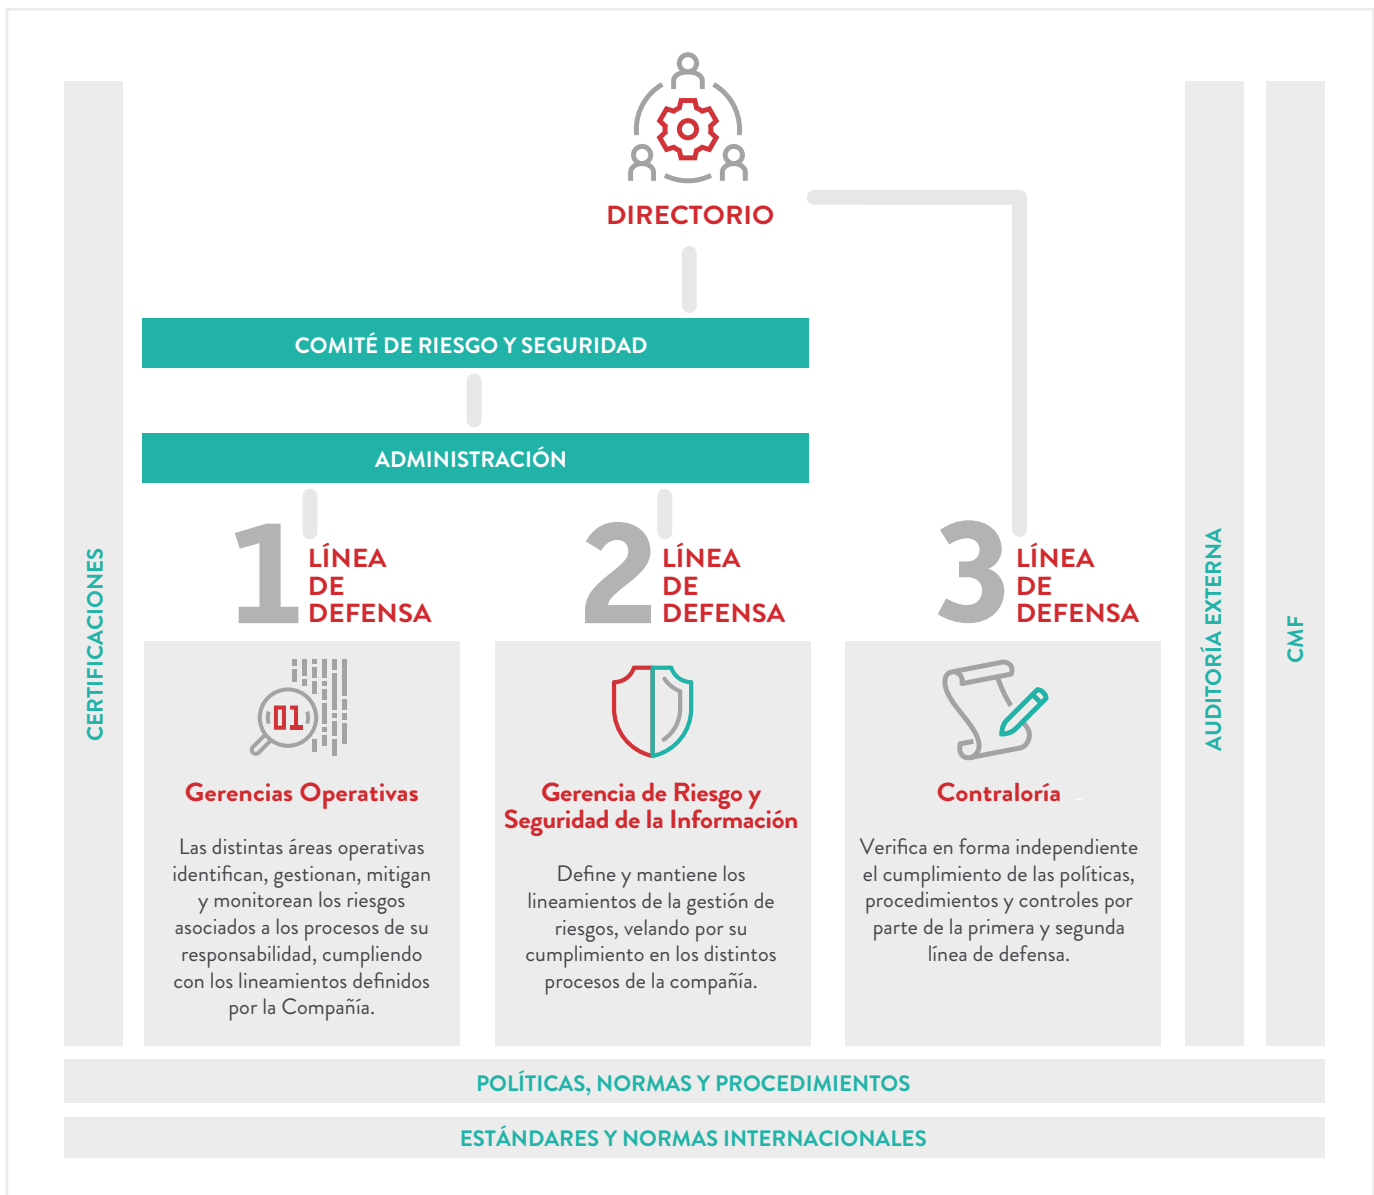 DIRECTORIO
COMITÉ DE RIESGO Y SEGURIDAD
ADMINISTRACIÓN
1 LÍNEA
DE
DEFENSA
2 LÍNEA
DE
DEFENSA
3 LÍNEA
DE
DEFENSA
01
Gerencias Operativas
Las distintas áreas operativas
identifican, gestionan, mitigan
y monitorean los riesgos
asociados a los procesos de su
responsabilidad, cumpliendo
con los lineamientos definidos
por la Compañía.
Gerencia de Riesgo y
Seguridad de la Información
Define y mantiene los
lineamientos de la gestión de
riesgos, velando por su
cumplimiento en los distintos
procesos de la compañía.
Contraloría
Verifica en forma independiente
el cumplimiento de las políticas,
procedimientos y controles por
parte de la primera y segunda
línea de defensa.
CERTIFICACIONES
AUDITORÍA EXTERNA
CMF
POLÍTICAS, NORMAS Y PROCEDIMIENTOS
ESTÁNDARES Y NORMAS INTERNACIONALES